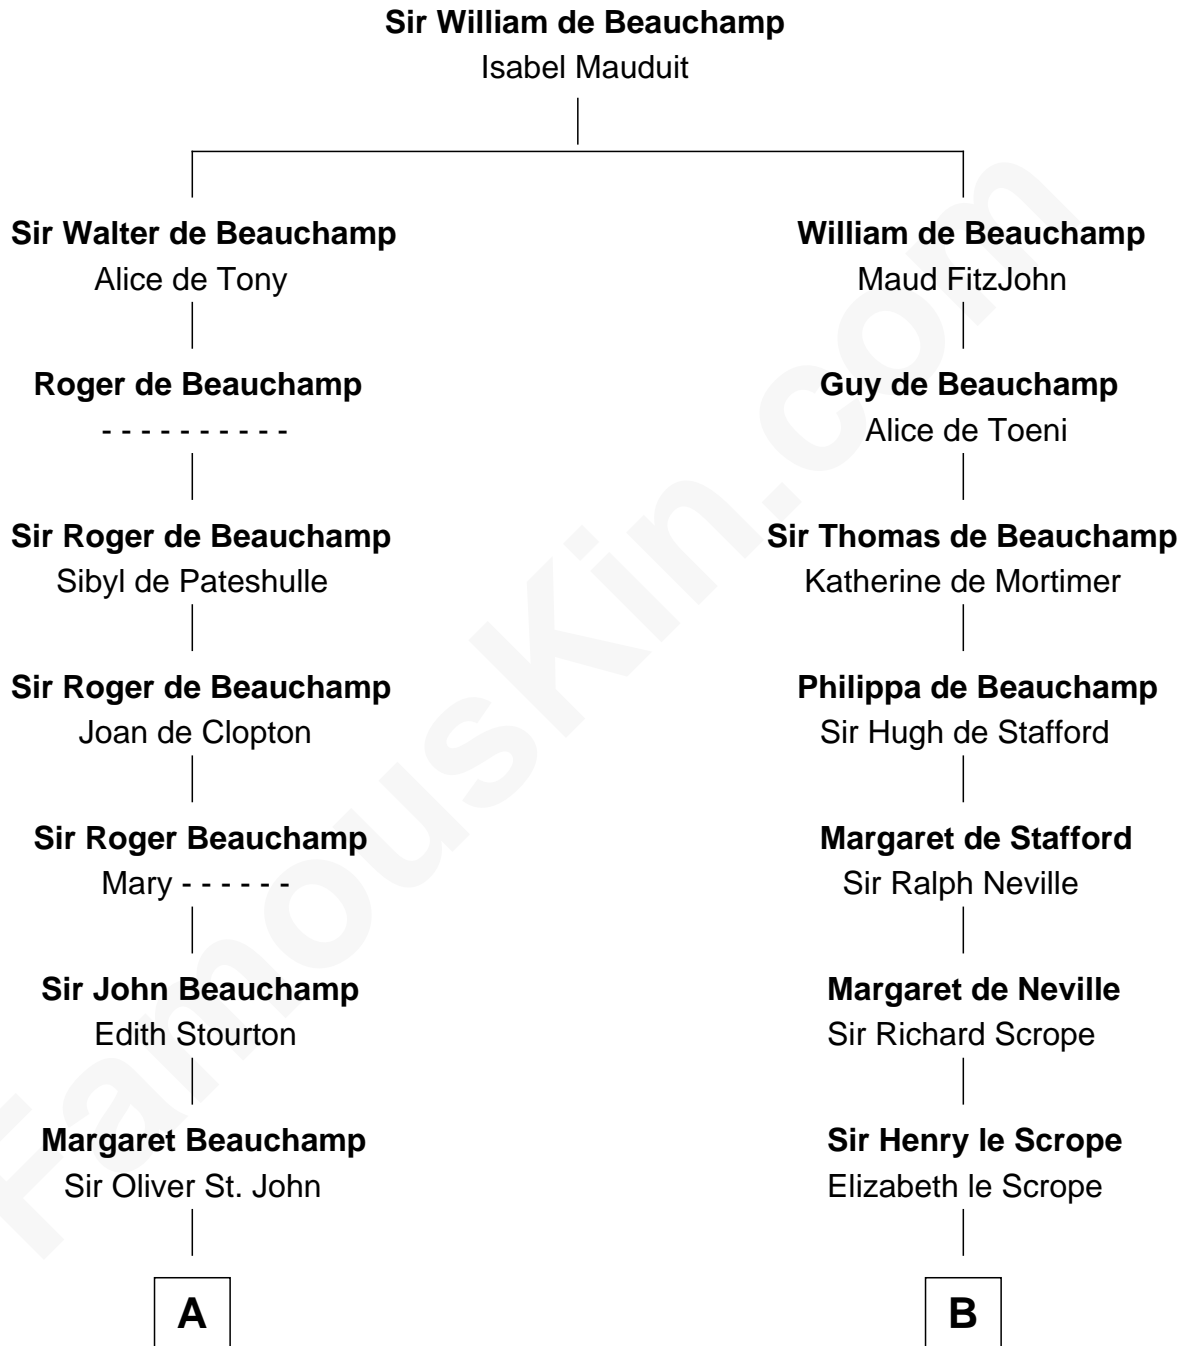 Sir William de Beauchamp
Isabel Mauduit
Sir Walter de Beauchamp
Alice de Tony
William de Beauchamp
Maud FitzJohn
Roger de Beauchamp
- - - - - - - - - -
Guy de Beauchamp
Alice de Toeni
Sir Roger de Beauchamp
Sibyl de Pateshulle
Sir Thomas de Beauchamp
Katherine de Mortimer
Sir Roger de Beauchamp
Joan de Clopton
Philippa de Beauchamp
Sir Hugh de Stafford
Sir Roger Beauchamp
Mary - - - - - -
Margaret de Stafford
Sir Ralph Neville
Sir John Beauchamp
Edith Stourton
Margaret de Neville
Sir Richard Scrope
Margaret Beauchamp
Sir Oliver St. John
Sir Henry le Scrope
Elizabeth le Scrope
A
B
FamousKin.com